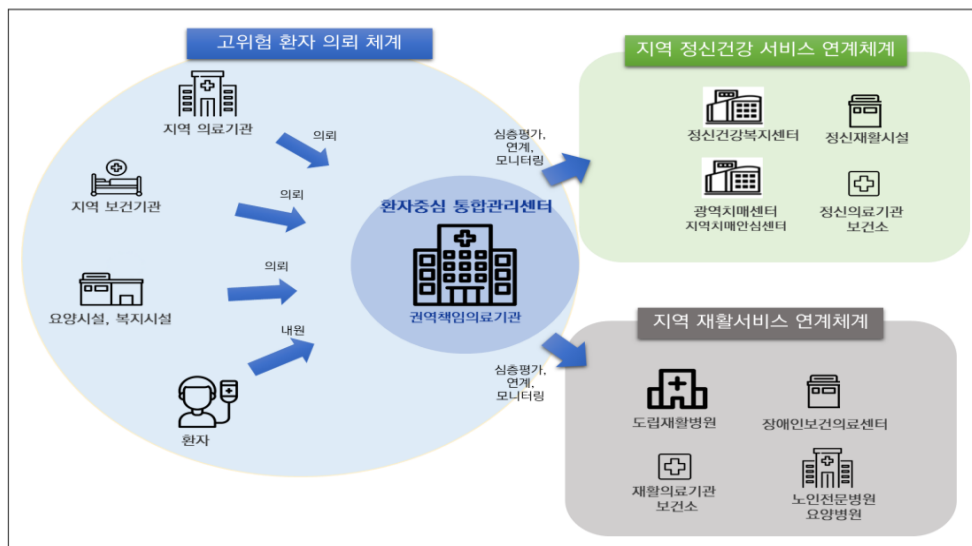 고위험 환자 의뢰 체계
지역 의료기관
의뢰
지역 보건기관
의뢰
요양시설, 복지시설
의뢰
환자
내원
환자중심 통합관리센터
권역책임의료기관
심층평가,
연계,
모니터링
지역 정신건강 서비스 연계체계
정신건강복지센터
정신재활시설
광역치매센터
지역치매안심센터
정신의료기관
보건소
심층평가,
연계,
모니터링
지역 재활서비스 연계체계
도립재활병원
장애인보건의료센터
재활의료기관
보건소
노인전문병원
요양병원